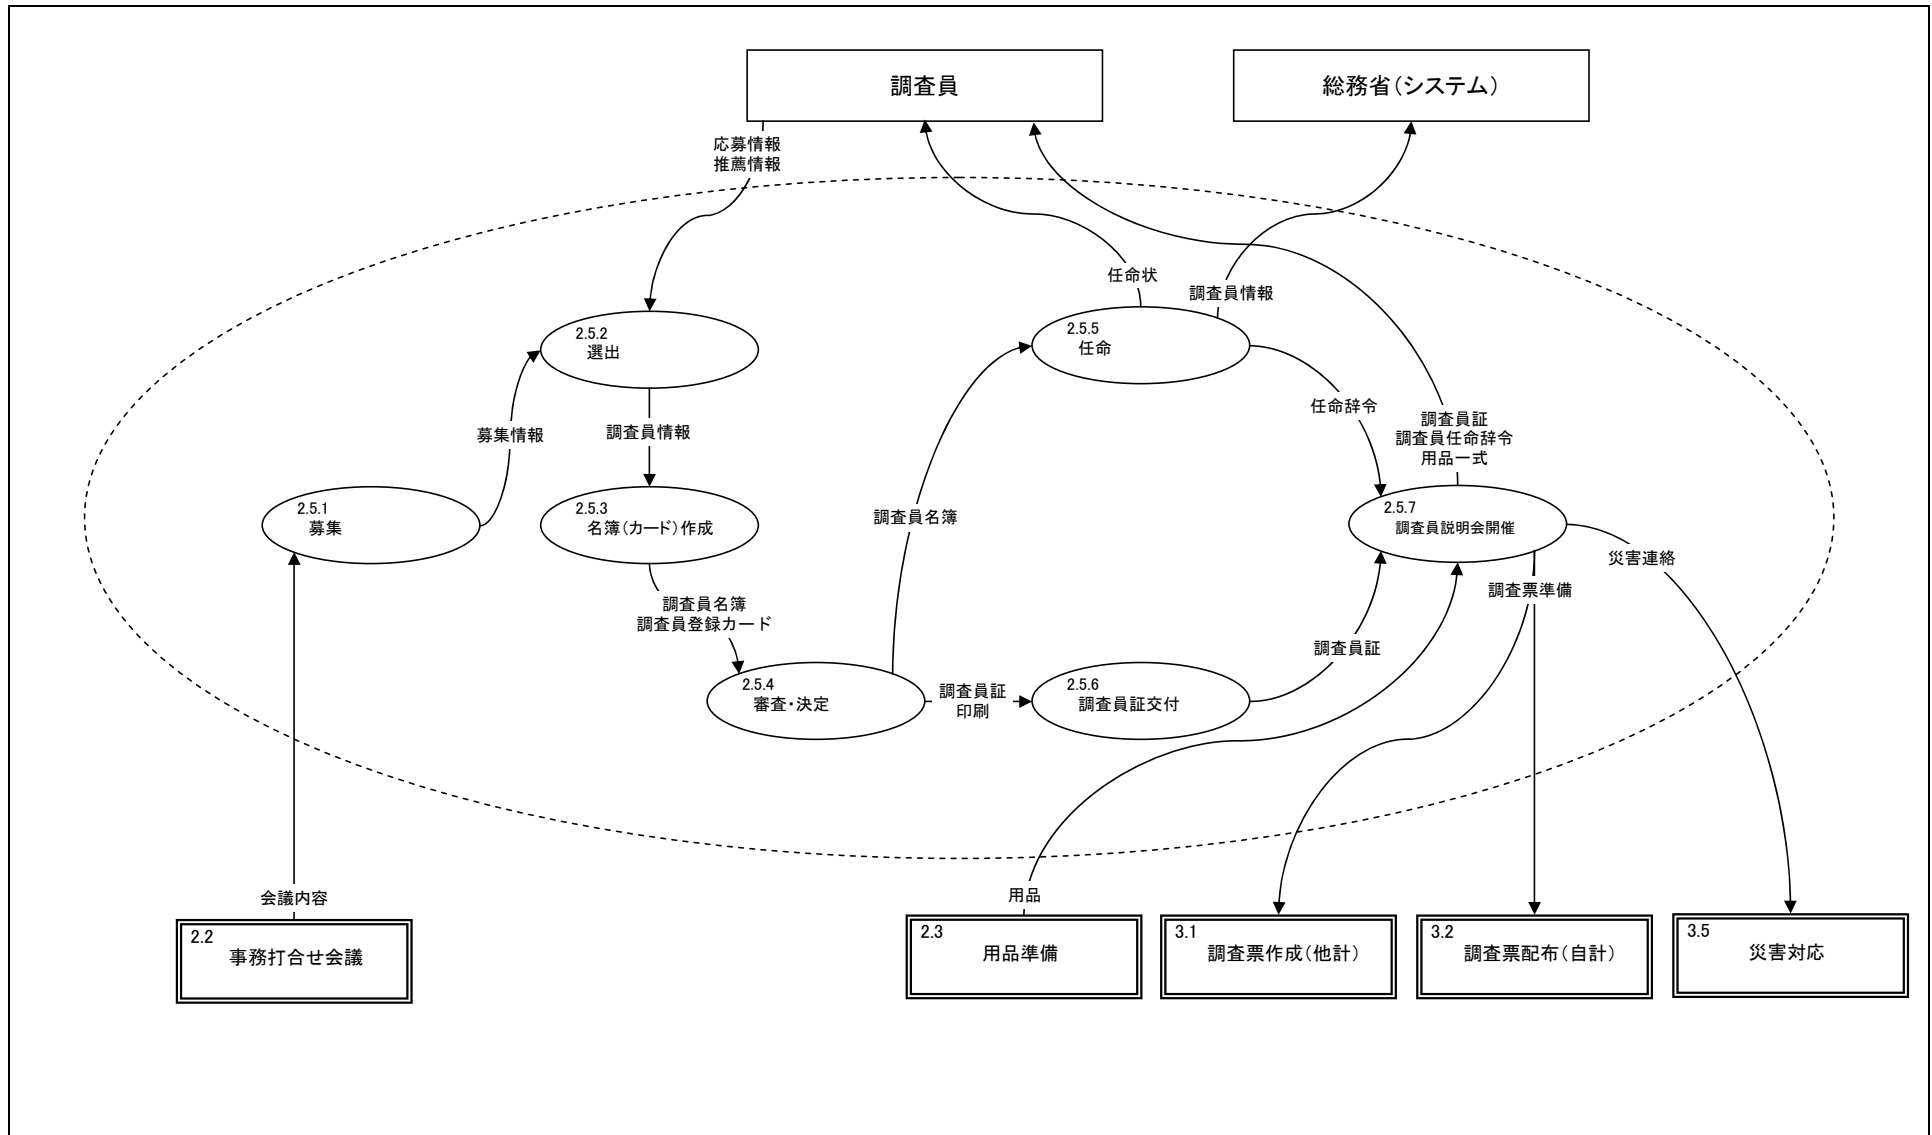 調査員
総務省(システム)
応募情報
推薦情報
任命状
調査員情報
2.5.2
選出
2.5.5
任命
募集情報
調査員情報
任命辞令
調査員証
調査員任命辞令
用品一式
2.5.1
募集
2.5.3
名簿(カード)作成
調査員名簿
2.5.7
調査員説明会開催
災害連絡
調査票準備
調査員名簿
調査員登録カード
調査員証
2.5.4
審査・決定
調査員証
印刷
2.5.6
調査員証交付
会議内容
用品
2.2
事務打合せ会議
2.3
用品準備
3.1
調査票作成(他計)
3.2
調査票配布(自計)
3.5
災害対応